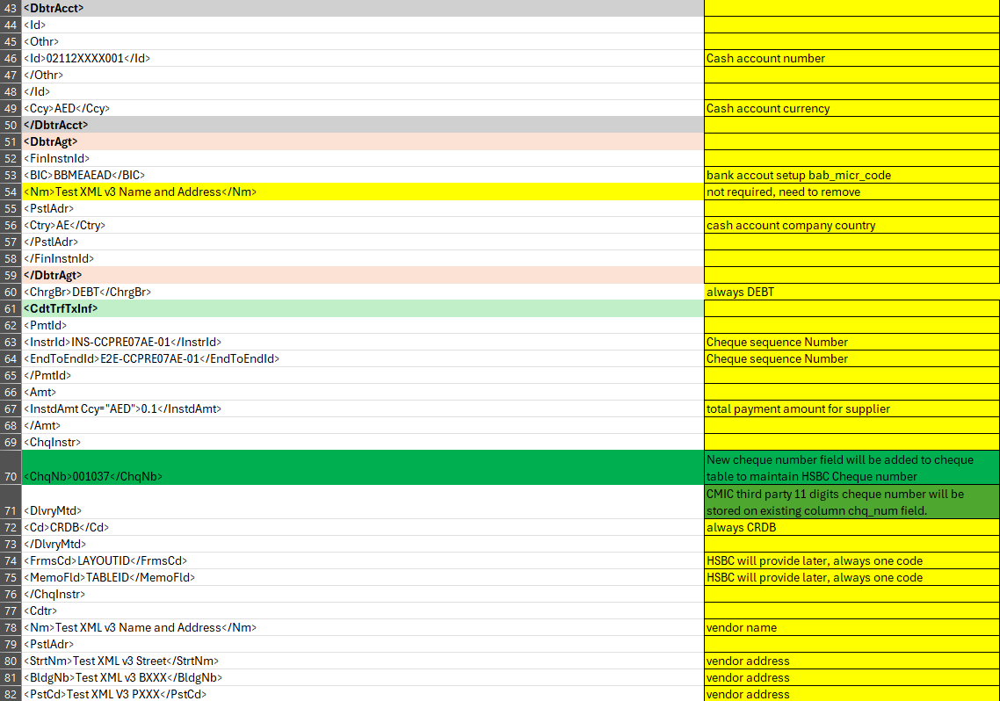 43 <DbtrAcct>
44 <Id>
45 <Othr>
46 <Id>02112XXXX001</Id> Cash account number
47 </Othr>
48 </Id>
49 <Ccy>AED</Ccy> Cash account currency
50 </DbtrAcct>
51 <DbtrAgt>
52 <FinInstnId>
53 <BIC>BBMEAEAD</BIC> bank accout setup bab_micr_code
54 <Nm>Test XML v3 Name and Address</Nm> not required, need to remove
55 <PstlAdr>
56 <Ctry>AE</Ctry> cash account company country
57 </PstlAdr>
58 </FinInstnId>
59 </DbtrAgt>
60 <ChrgBr>DEBT</ChrgBr> always DEBT
61 <CdtTrfTxInf>
62 <PmtId>
63 <InstrId>INS-CCPRE07AE-01</InstrId> Cheque sequence Number
64 <EndToEndId>E2E-CCPRE07AE-01</EndToEndId> Cheque sequence Number
65 </PmtId>
66 <Amt>
67 <InstdAmt Ccy="AED">0.1</InstdAmt> total payment amount for supplier
68 </Amt>
69 <ChqInstr>
New cheque number field will be added to cheque
70 <ChqNb>001037</ChqNb> table to maintain HSBC Cheque number
CMIC third party 11 digits cheque number will be
71 <DlvryMtd> stored on existing column chq_num field.
72 <Cd>CRDB</Cd> always CRDB
73 </DlvryMtd>
74 <FrmsCd>LAYOUTID</FrmsCd> HSBC will provide later, always one code
75 <MemoFld>TABLEID</MemoFld> HSBC will provide later, always one code
76 </ChqInstr>
77 <Cdtr>
78 <Nm>Test XML v3 Name and Address</Nm> vendor name
79 <PstlAdr>
80 <StrtNm>Test XML v3 Street</StrtNm> vendor address
81 <BldgNb>Test XML v3 BXXX</BldgNb> vendor address
82 <PstCd>Test XML V3 PXXX</PstCd> vendor address